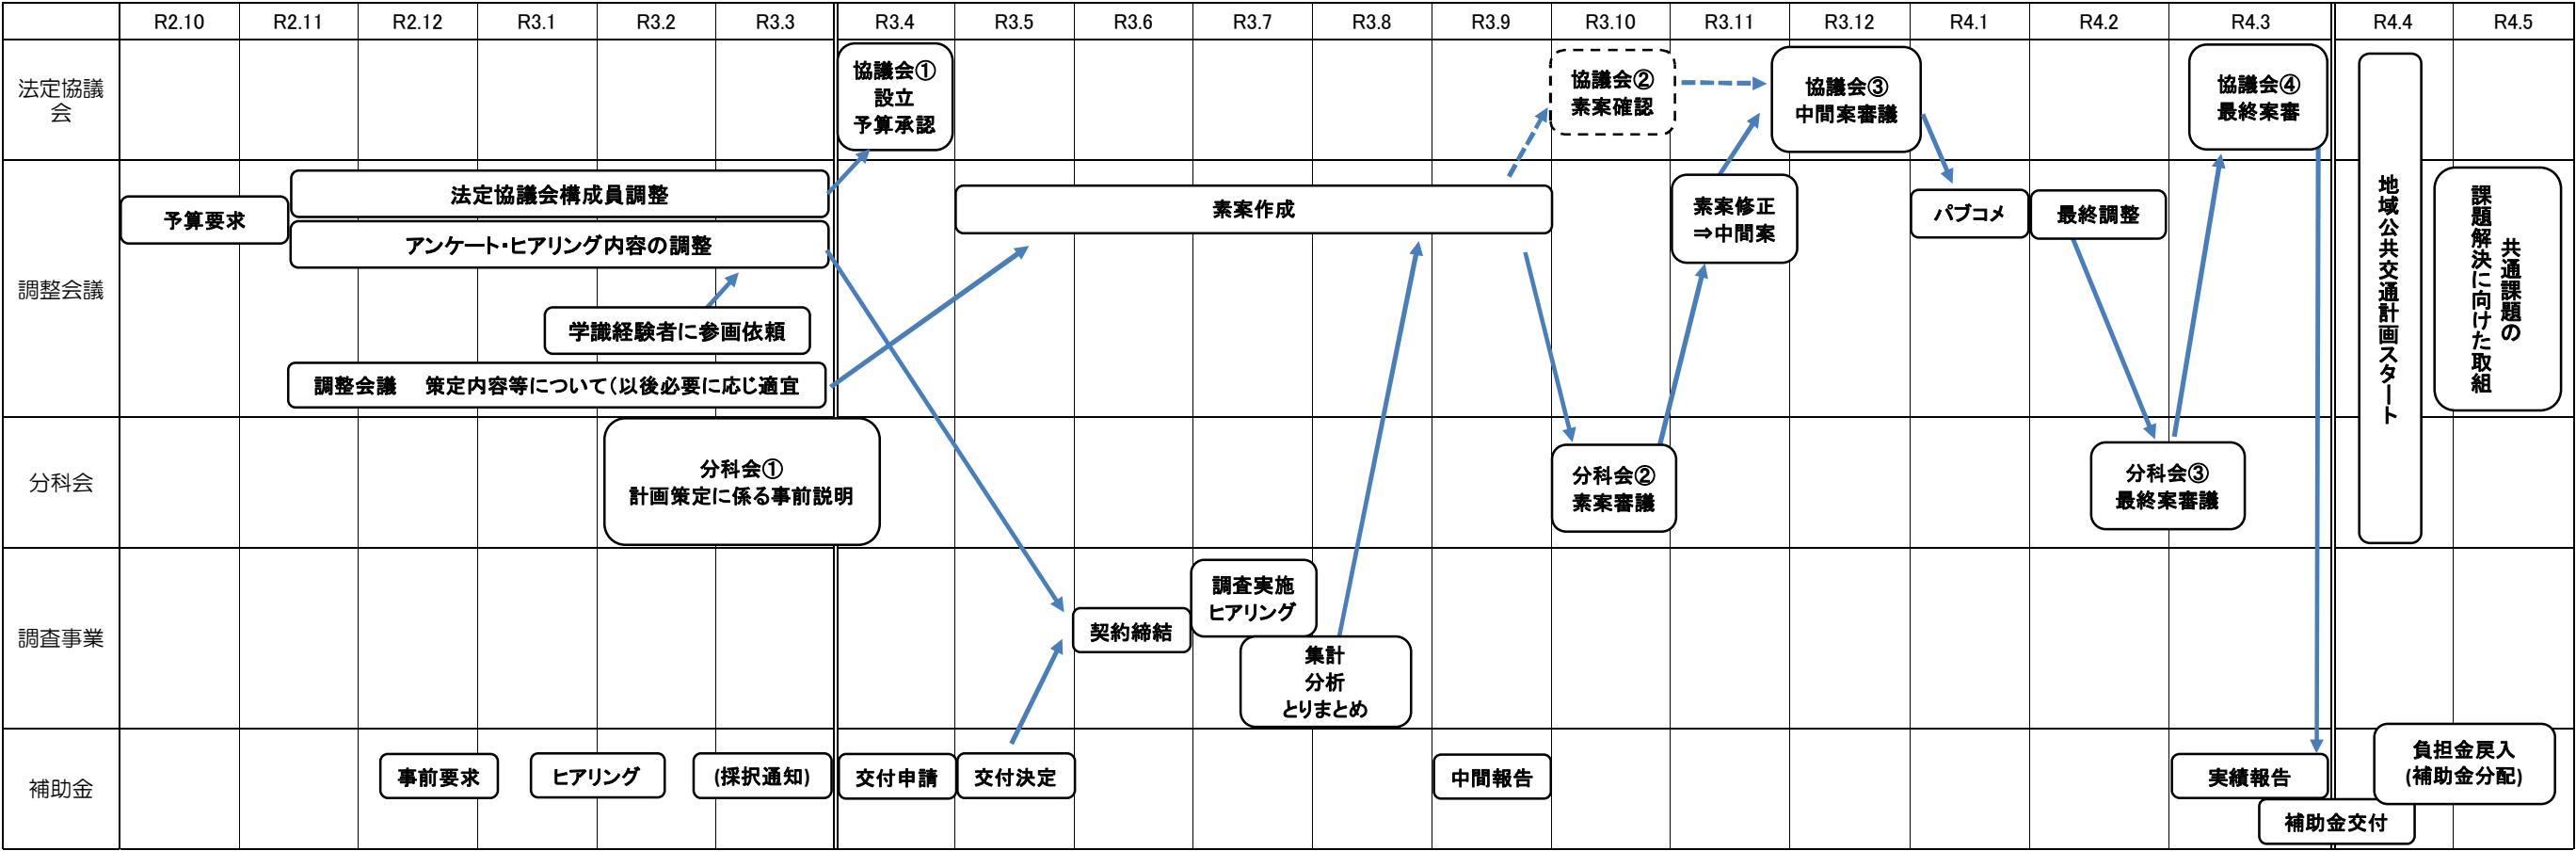 R2.10 R2.11 R2.12 R3.1 R3.2 R3.3 R3.4 R3.5 R3.6 R3.7 R3.8 R3.9 R3.10 R3.11 R3.12 R4.1 R4.2 R4.3 R4.4 R4.5
法定協議
会
協議会①
設立
予算承認
協議会②
素案確認
協議会③
中間案審議
協議会④
最終案審
調整会議
予算要求
法定協議会構成員調整
アンケート・ヒアリング内容の調整
学識経験者に参画依頼
調整会議　策定内容等について（以後必要に応じ適宜
素案作成
素案修正
⇒中間案
パブコメ
最終調整
地域公共交通計画スタート
共通課題の
課題解決に向けた取組
分科会
分科会①
計画策定に係る事前説明
分科会②
素案審議
分科会③
最終案審議
調査事業
契約締結
調査実施
ヒアリング
集計
分析
とりまとめ
補助金
事前要求
ヒアリング
(採択通知)
交付申請
交付決定
中間報告
実績報告
補助金交付
負担金戻入
(補助金分配)